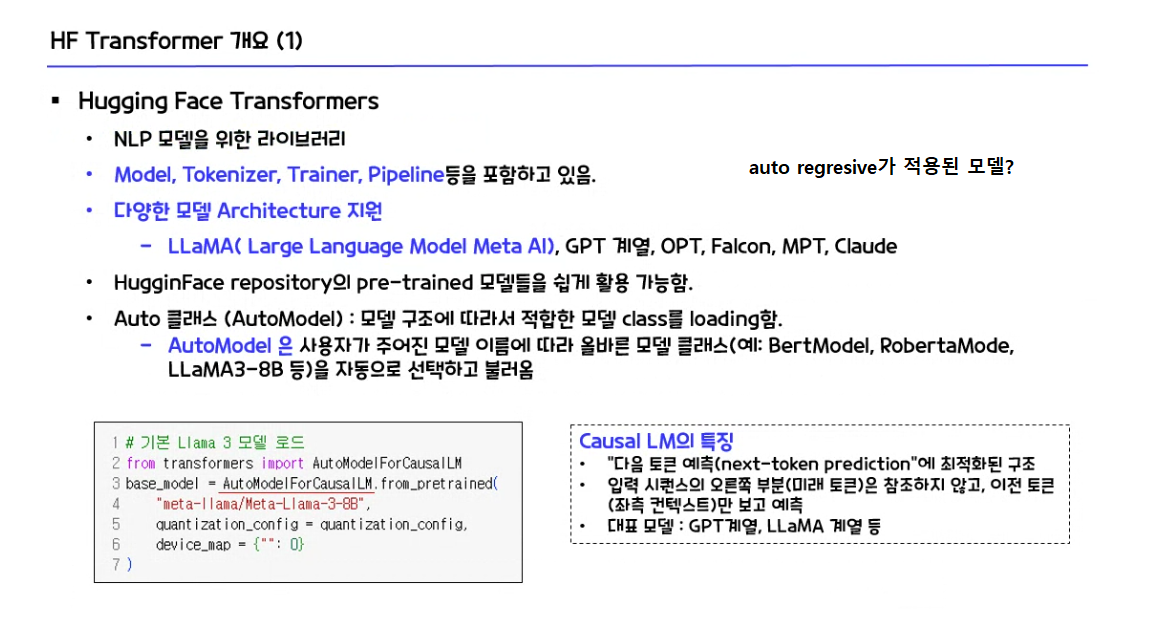 HF Transformer 개요 (1)
▪ Hugging Face Transformers
• NLP 모델을 위한 라이브러리
• Model, Tokenizer, Trainer, Pipeline등을 포함하고 있음.
auto regresive가 적용된 모델?
• 다양한 모델 Architecture 지원
– LLaMA( Large Language Model Meta AI), GPT 계열, OPT, Falcon, MPT, Claude
• HugginFace repository의 pre-trained 모델들을 쉽게 활용 가능함.
• Auto 클래스 (AutoModel) : 모델 구조에 따라서 적합한 모델 class를 loading함.
– AutoModel 은 사용자가 주어진 모델 이름에 따라 올바른 모델 클래스(예: BertModel, RobertaMode,
LLaMA3-8B 등)을 자동으로 선택하고 불러옴
1 # 기본 Llama 3 모델 로드
2 from transformers import AutoModelForCausalLM
3 base_model = AutoModelForCausalLM.from_pretrained(
4 "meta-llama/Meta-Llama-3-8B",
5 quantization_config = quantization_config,
6 device_map = {"": 0}
7 )
Causal LM의 특징
• "다음 토큰 예측(next-token prediction"에 최적화된 구조
• 입력 시퀀스의 오른쪽 부분(미래 토큰)은 참조하지 않고, 이전 토큰
(좌측 컨텍스트)만 보고 예측
• 대표 모델 : GPT계열, LLaMA 계열 등